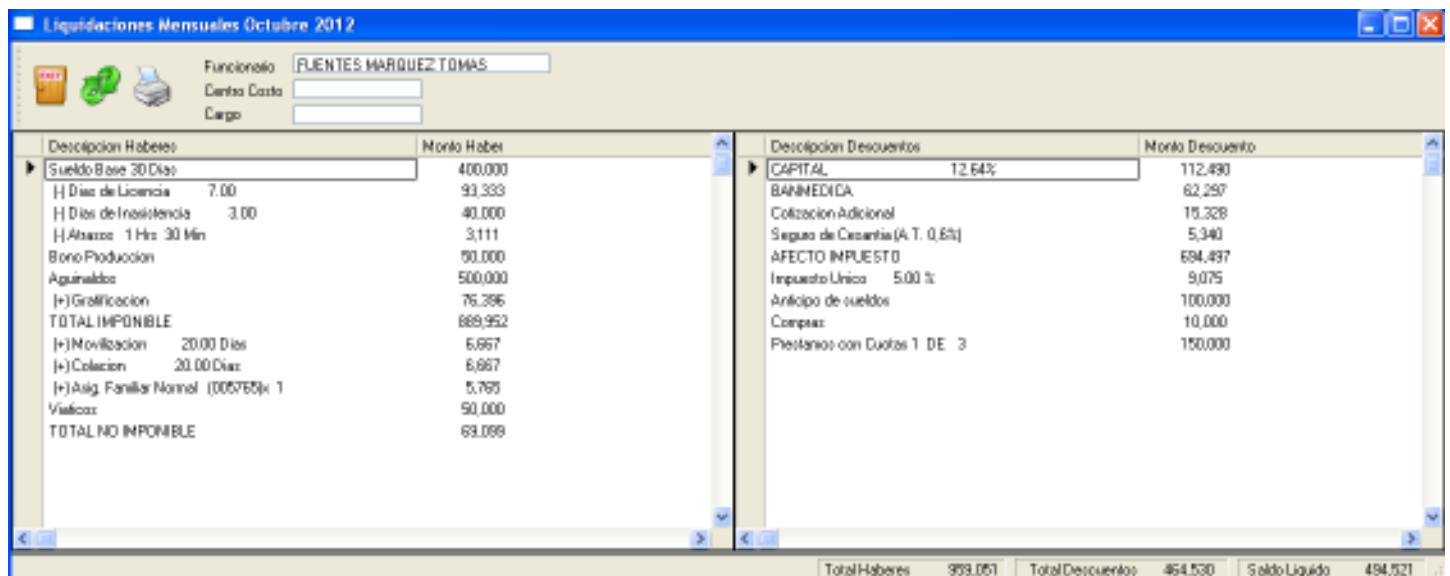 Liquidaciones Mensuales Octubre 2012
EXIT
Funcionario FUENTES MARQUEZ TOMAS
Centro Costo
Cargo
Descripcion Haberes Monto Haber
Sueldo Base 30 Dias 400,000
(-) Dias de Licencia 7.00 93,333
(-) Dias de Inasistencia 3.00 40,000
(-) Atrasos 1 Hrs 30 Min 3,111
Bono Produccion 50,000
Aguinaldos 500,000
(+) Gratificacion 76,396
TOTAL IMPONIBLE 889,952
(+) Movilizacion 20.00 Dias 6,667
(+) Colacion 20.00 Dias 6,667
(+) Asig. Familiar Normal (005765)x 1 5,765
Viaticos 50,000
TOTAL NO IMPONIBLE 69,099
Descripcion Descuentos Monto Descuento
CAPITAL 12.64% 112,490
BANMEDICA 62,297
Cotizacion Adicional 15,328
Seguro de Cesantia (A.T. 0,6%) 5,340
AFECTO IMPUESTO 694,497
Impuesto Unico 5.00 % 9,075
Anticipo de sueldos 100,000
Compras 10,000
Prestamos con Cuotas 1 DE 3 150,000
Total Haberes 959,051 Total Descuentos 464,530 Saldo Liquido 494,521